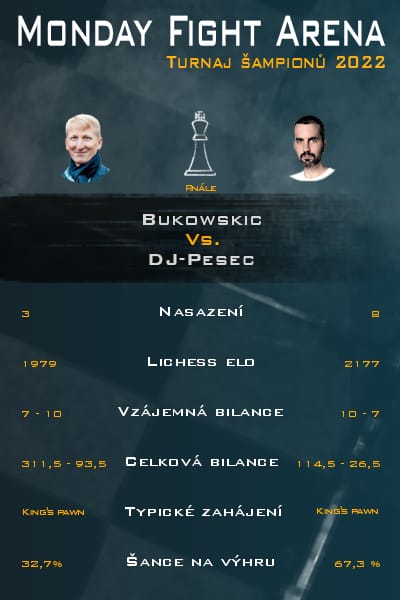 Monday Fight Arena
Turnaj šampionů 2022
Finále
Bukowskic
Vs.
DJ-Pesec
3 Nasazení 8
1979 Lichess elo 2177
7 - 10 Vzájemná bilance 10 - 7
311,5 - 93,5 Celková bilance 114,5 - 26,5
King's pawn Typické zahájení King's pawn
32,7% Šance na výhru 67,3 %